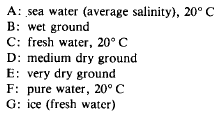 A: sea water (average salinity), 20° C
B: wet ground
C: fresh water, 20° C
D: medium dry ground
E: very dry ground
F: pure water, 20° C
G: ice (fresh water)